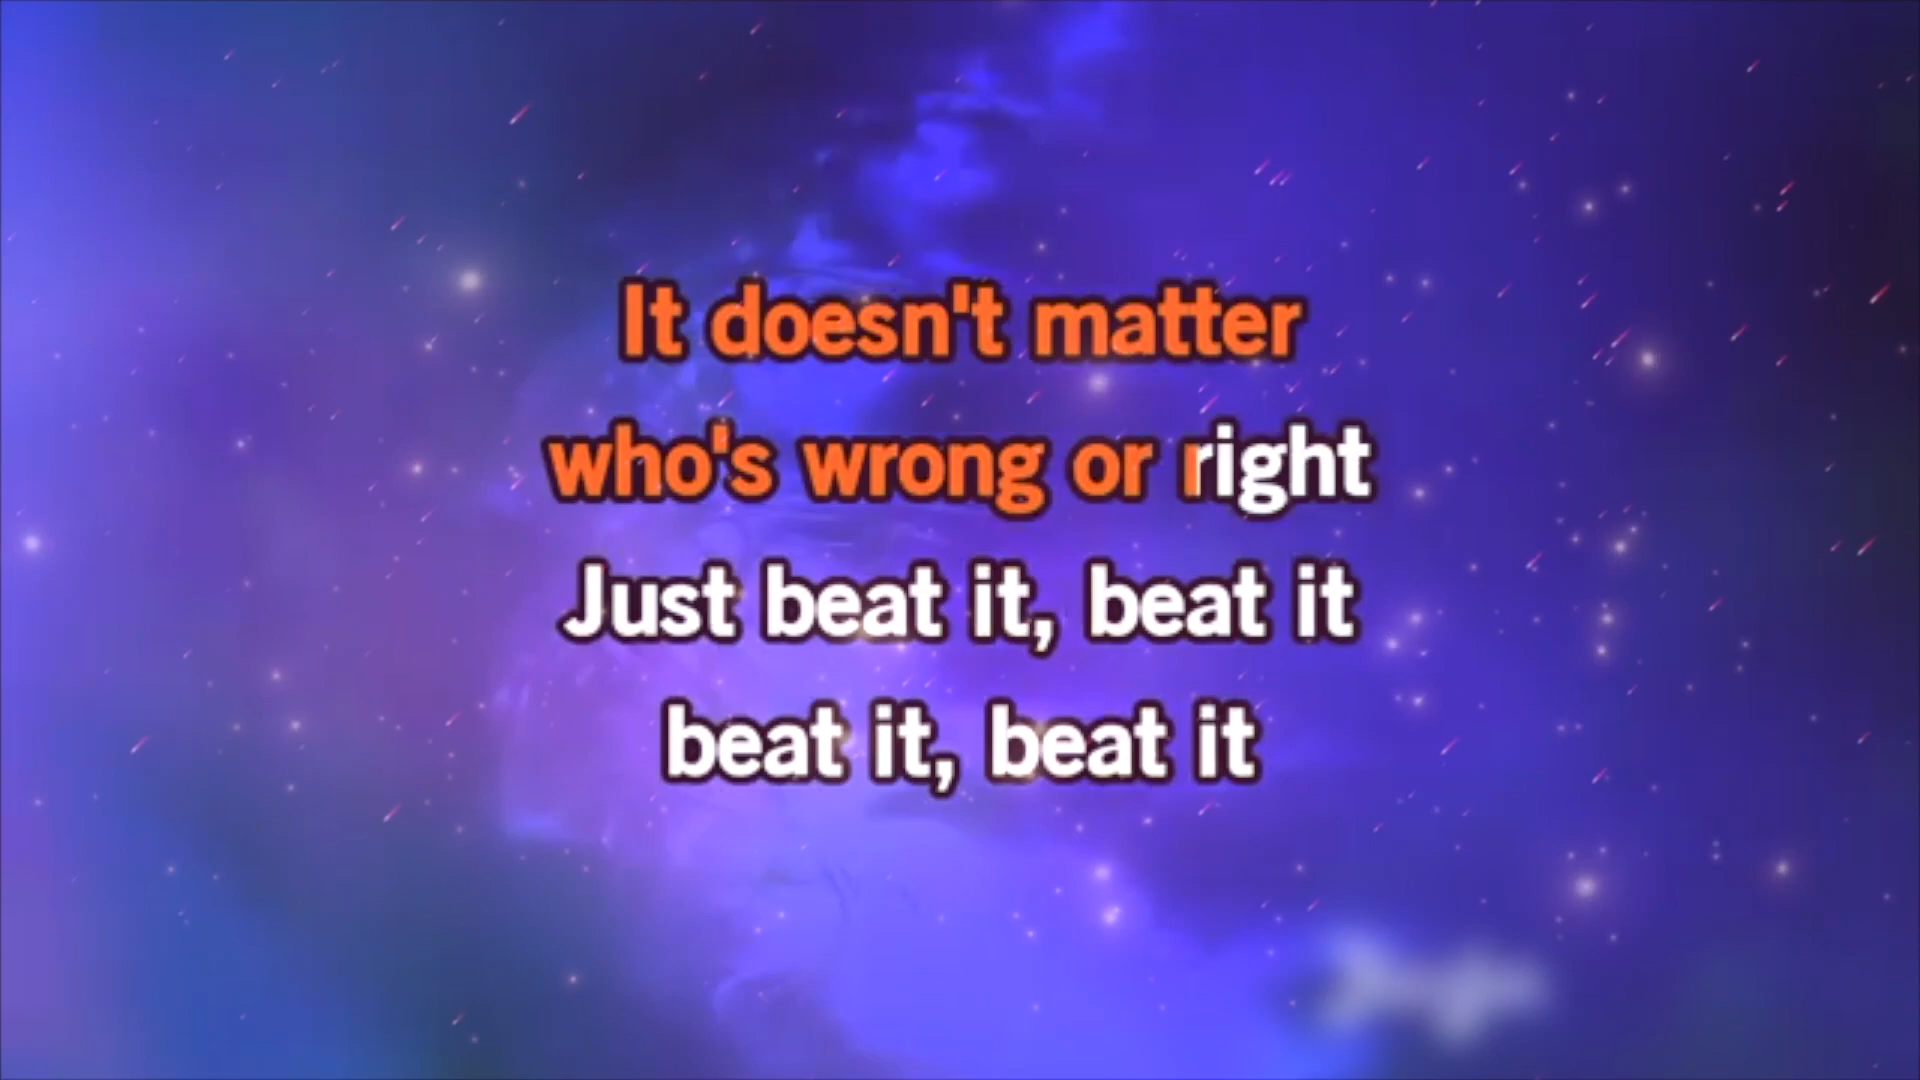 It doesn't matter
who's wrong or right
Just beat it, beat it
beat it, beat it